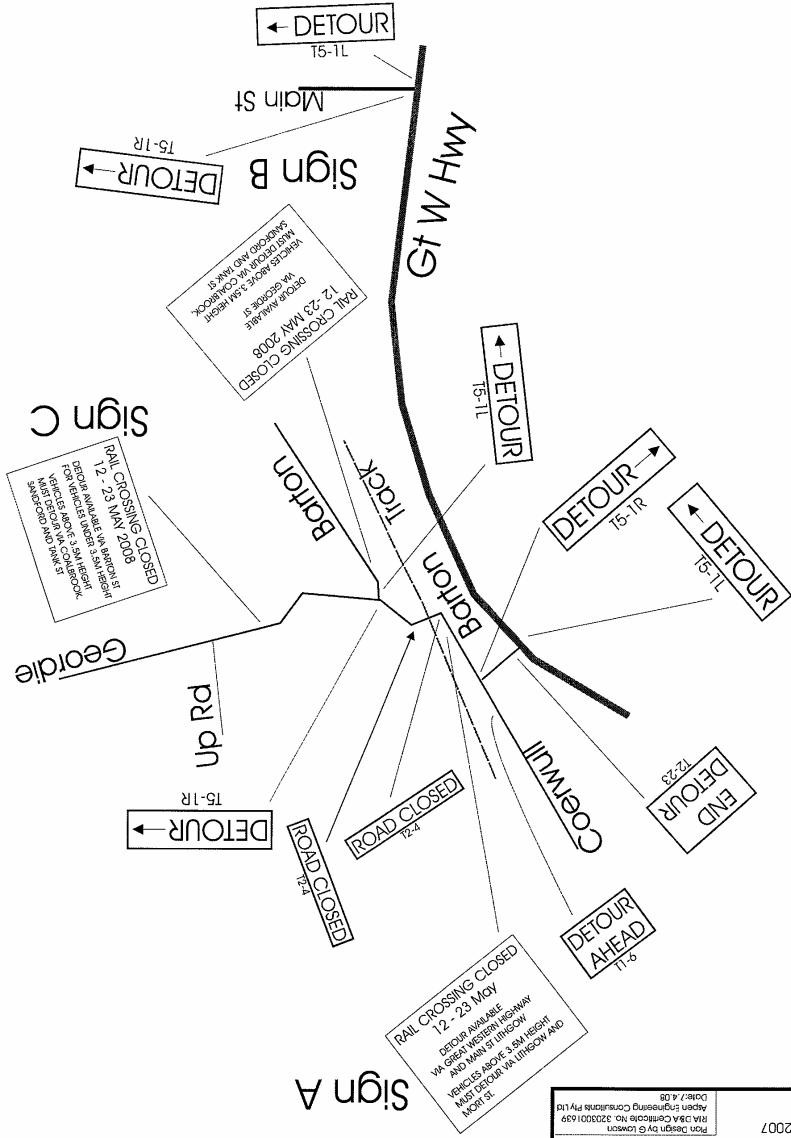 ← DETOUR
T5-1L
Main St
T5-1R
DETOUR →
Sign B
Gt W Hwy
RAIL CROSSING CLOSED
12 -23 MAY 2008
DETOUR AVAILABLE
VIA GEORDIE ST
VEHICLES ABOVE 3.5M HEIGHT
MUST DETOUR VIA COALBROOK,
SANDFORD AND TANK ST
← DETOUR
T5-1L
Sign C
RAIL CROSSING CLOSED
12 - 23 MAY 2008
DETOUR AVAILABLE VIA BARTON ST
FOR VEHICLES UNDER 3.5M HEIGHT
VEHICLES ABOVE 3.5M HEIGHT
MUST DETOUR VIA COALBROOK,
SANDFORD AND TANK ST
Barton
Track
Barton
DETOUR →
T5-1R
← DETOUR
T5-1L
Geordie
Up Rd
T5-1R
DETOUR →
ROAD CLOSED
T2-4
ROAD CLOSED
T2-4
Coerwull
END
DETOUR
T2-23
DETOUR
AHEAD
T1-6
RAIL CROSSING CLOSED
12 - 23 May
DETOUR AVAILABLE
VIA GREAT WESTERN HIGHWAY
AND MAIN ST LITHGOW
VEHICLES ABOVE 3.5M HEIGHT
MUST DETOUR VIA LITHGOW AND
MORT ST.
Sign A
Plan Design by G Lawson
RTA D&A Certificate No. 3203001639
Aspen Engineering Consultants Pty Ltd
Date:7.4.08
2007